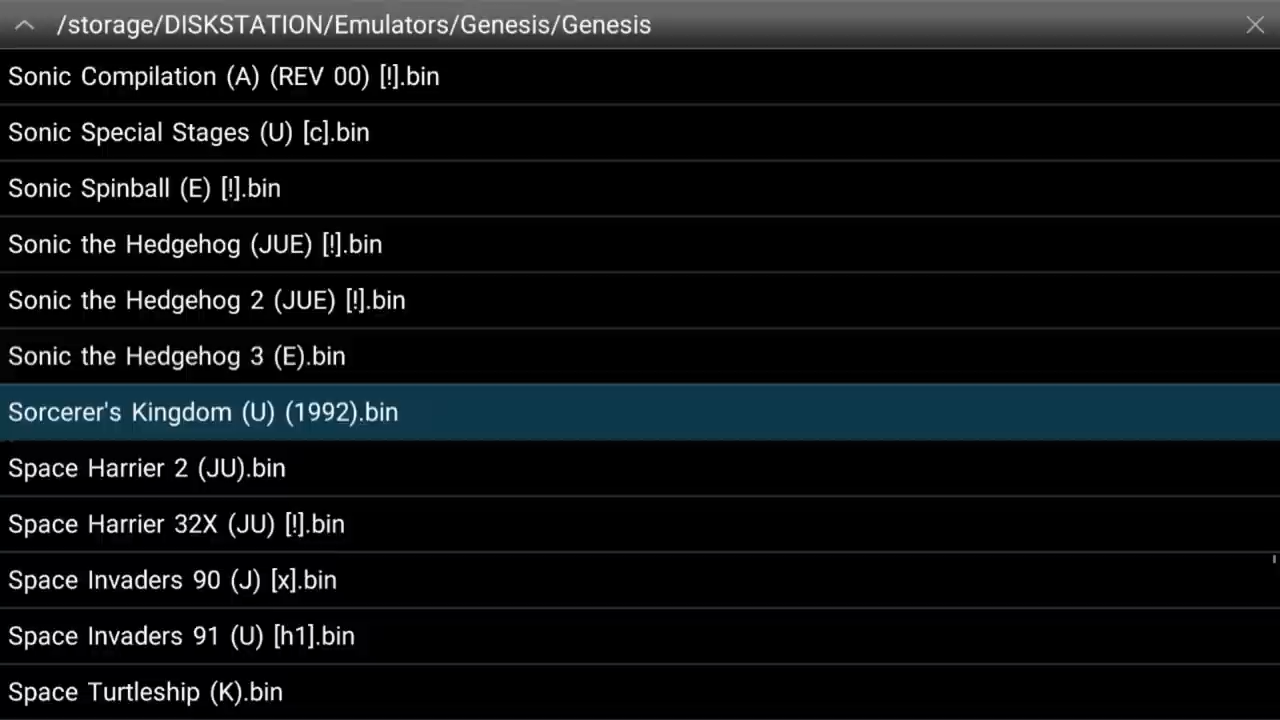 /storage/DISKSTATION/Emulators/Genesis/Genesis
Sonic Compilation (A) (REV 00) [!].bin
Sonic Special Stages (U) [c].bin
Sonic Spinball (E) [!].bin
Sonic the Hedgehog (JUE) [!].bin
Sonic the Hedgehog 2 (JUE) [!].bin
Sonic the Hedgehog 3 (E).bin
Sorcerer's Kingdom (U) (1992).bin
Space Harrier 2 (JU).bin
Space Harrier 32X (JU) [!].bin
Space Invaders 90 (J) [x].bin
Space Invaders 91 (U) [h1].bin
Space Turtleship (K).bin